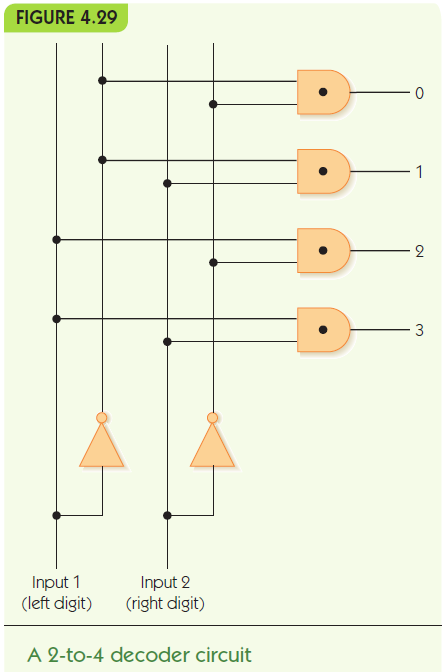 FIGURE 4.29
0
1
2
3
Input 1
(left digit)
Input 2
(right digit)
A 2-to-4 decoder circuit